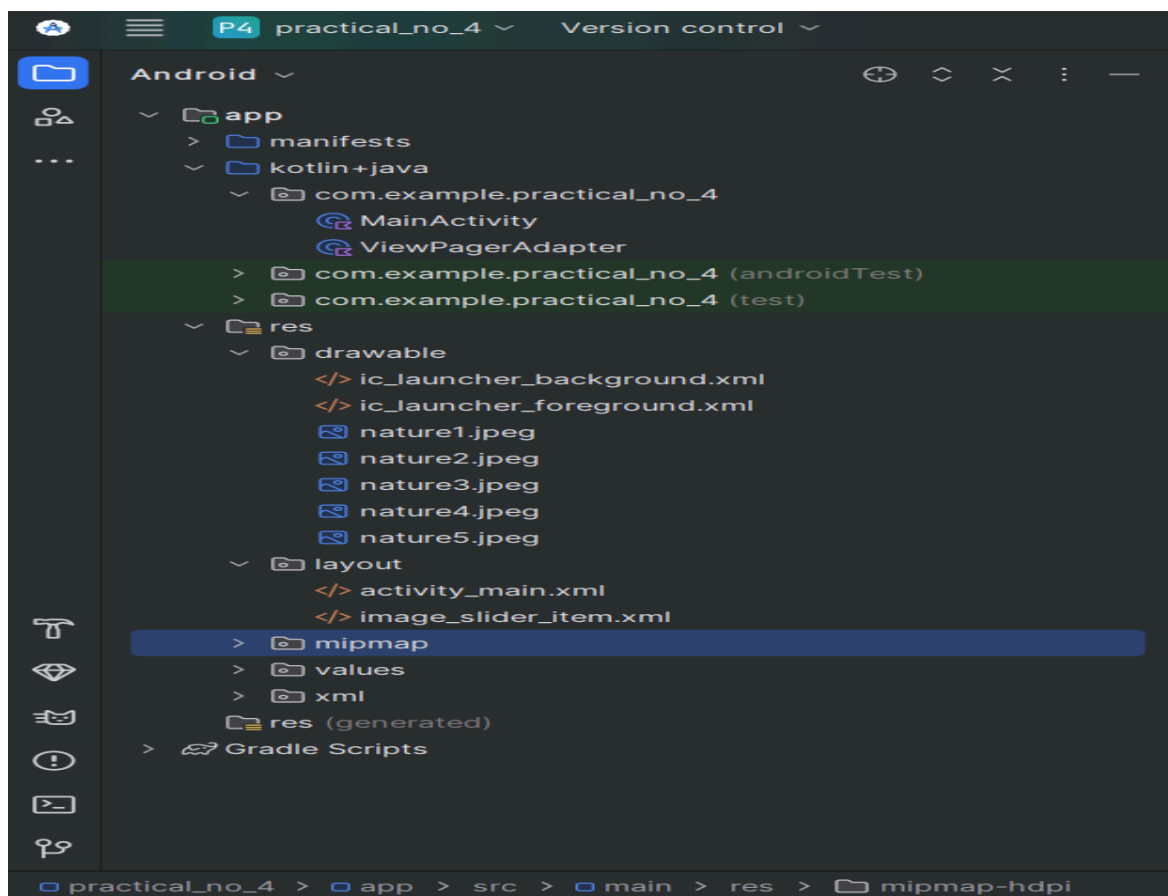 P4 practical_no_4 Version control
Android
app
manifests
kotlin+java
com.example.practical_no_4
MainActivity
ViewPagerAdapter
com.example.practical_no_4 (androidTest)
com.example.practical_no_4 (test)
res
drawable
</> ic_launcher_background.xml
</> ic_launcher_foreground.xml
nature1.jpeg
nature2.jpeg
nature3.jpeg
nature4.jpeg
nature5.jpeg
layout
</> activity_main.xml
</> image_slider_item.xml
mipmap
values
xml
res (generated)
Gradle Scripts
practical_no_4 > app > src > main > res > mipmap-hdpi